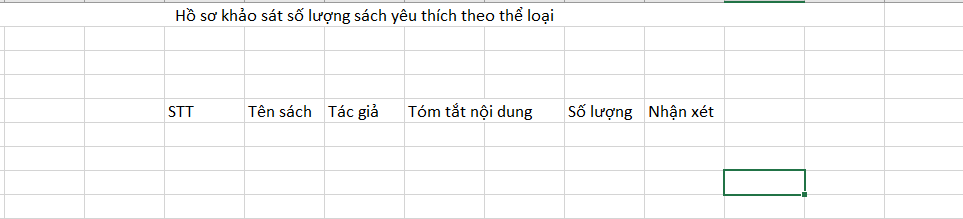 Hồ sơ khảo sát số lượng sách yêu thích theo thể loại
STT Tên sách Tác giả Tóm tắt nội dung Số lượng Nhận xét